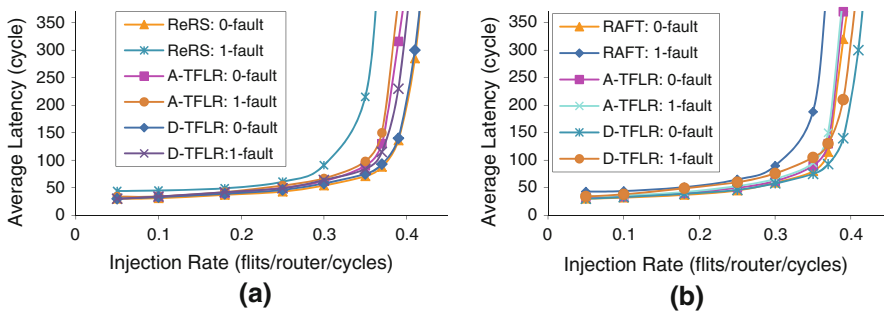 Average Latency (cycle)
350
300
250
200
150
100
50
0
ReRS: 0-fault
ReRS: 1-fault
A-TFLR: 0-fault
A-TFLR: 1-fault
D-TFLR: 0-fault
D-TFLR:1-fault
0
0.1
0.2
0.3
0.4
Injection Rate (flits/router/cycles)
(a)
Average Latency (cycle)
350
300
250
200
150
100
50
0
RAFT: 0-fault
RAFT: 1-fault
A-TFLR: 0-fault
A-TFLR: 1-fault
D-TFLR: 0-fault
D-TFLR: 1-fault
0
0.1
0.2
0.3
0.4
Injection Rate (flits/router/cycles)
(b)